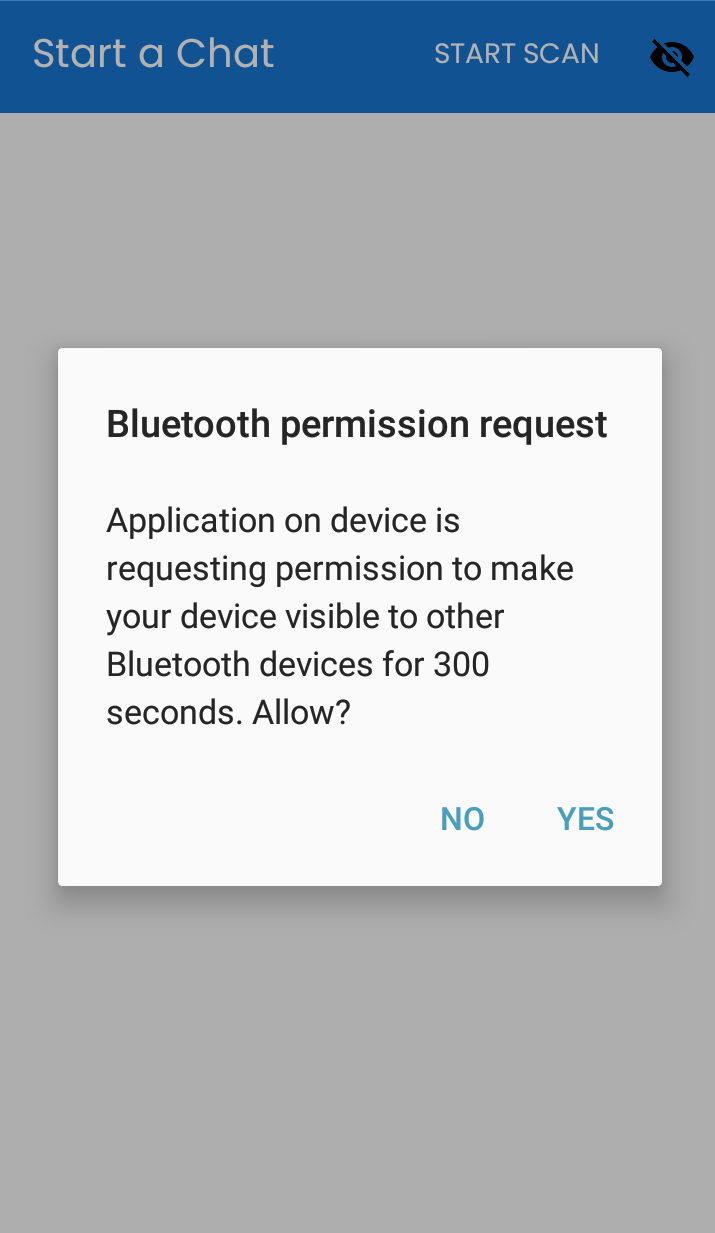 Start a Chat START SCAN
Bluetooth permission request
Application on device is
requesting permission to make
your device visible to other
Bluetooth devices for 300
seconds. Allow?
NO YES